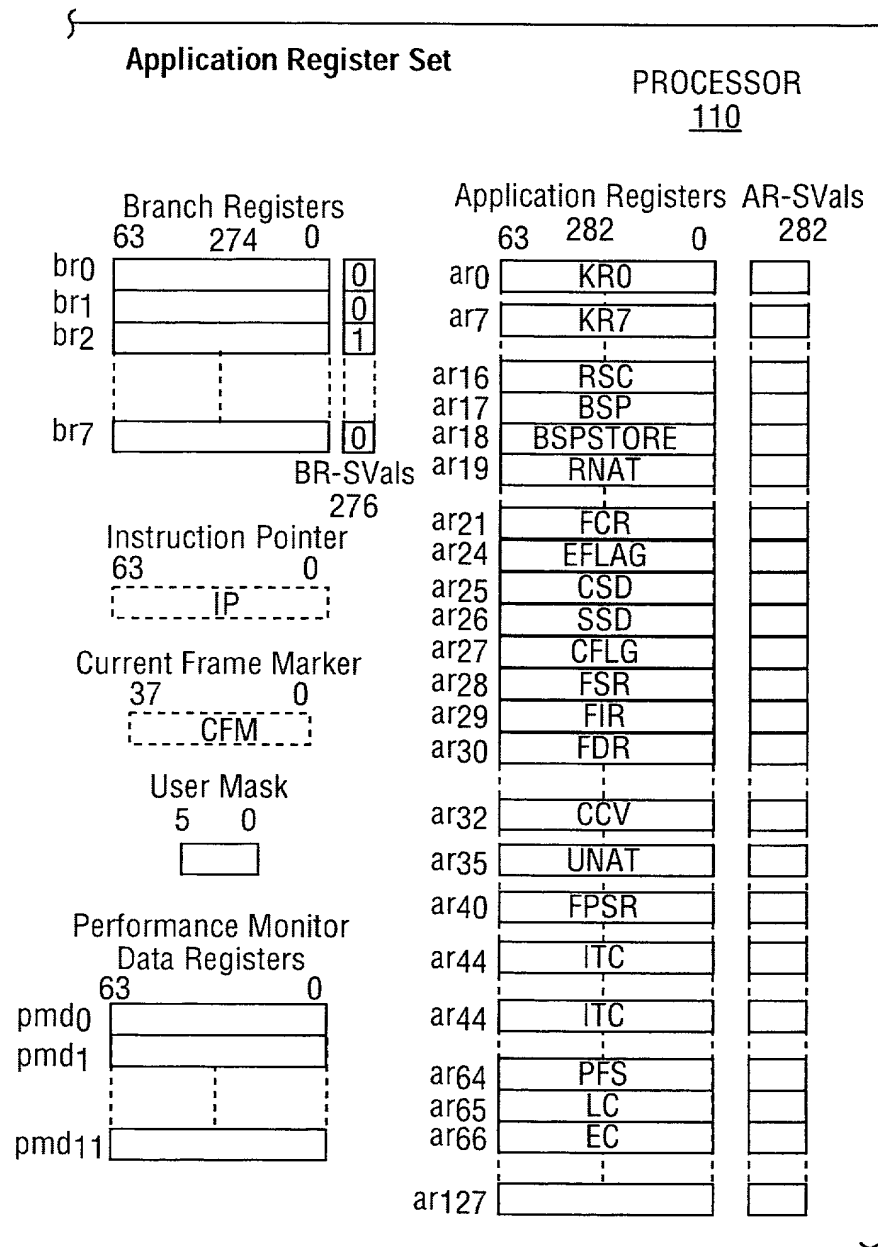 Application Register Set
PROCESSOR
110
Branch Registers
63 274 0
br0 0
br1 0
br2 1
br7 0
BR-SVals
276
Instruction Pointer
63 0
IP
Current Frame Marker
37 0
CFM
User Mask
5 0
Performance Monitor
Data Registers
63 0
pmd0
pmd1
pmd11
Application Registers AR-SVals
63 282 0 282
ar0 KR0
ar7 KR7
ar16 RSC
ar17 BSP
ar18 BSPSTORE
ar19 RNAT
ar21 FCR
ar24 EFLAG
ar25 CSD
ar26 SSD
ar27 CFLG
ar28 FSR
ar29 FIR
ar30 FDR
ar32 CCV
ar35 UNAT
ar40 FPSR
ar44 ITC
ar44 ITC
ar64 PFS
ar65 LC
ar66 EC
ar127